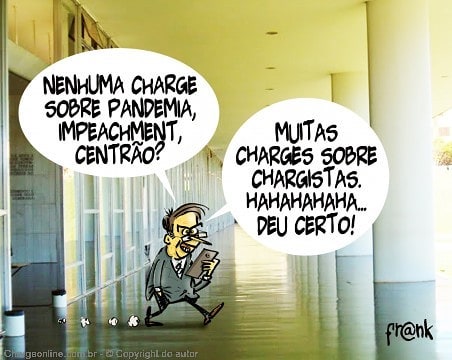 NENHUMA CHARGE
SOBRE PANDEMIA,
IMPEACHMENT,
CENTRÃO?
MUITAS
CHARGES SOBRE
CHARGISTAS.
HAHAHAHAHA...
DEU CERTO!
fr@nk
Chargeonline.com.br - © Copyright do autor